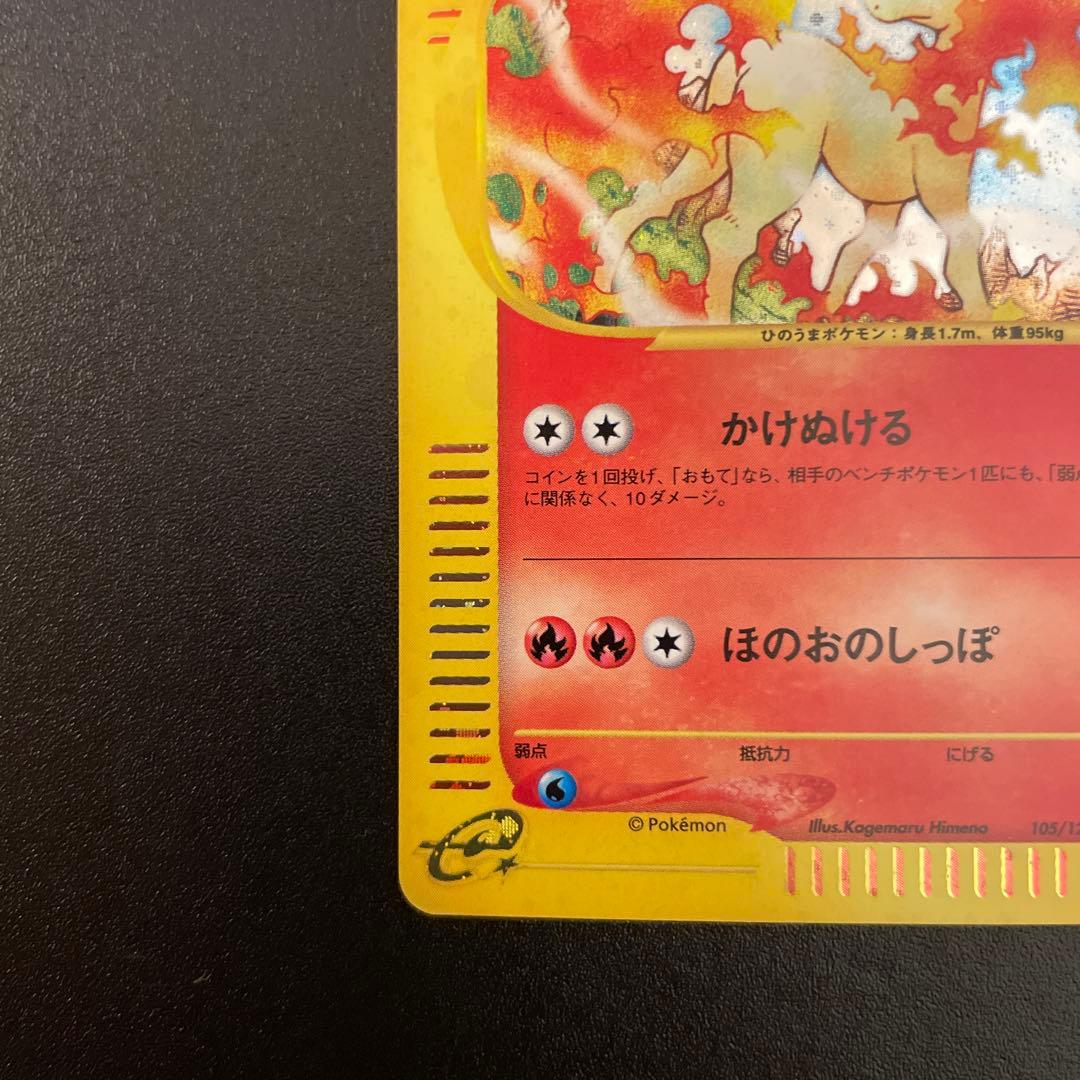 ひのうまポケモン：身長1.7m、体重95kg
かけぬける
コインを1回投げ、「おもて」なら、相手のベンチポケモン1匹にも、「弱点
に関係なく、10ダメージ。
ほのおのしっぽ
弱点 抵抗力 にげる
© Pokémon Illus.Kagemaru Himeno 105/12
e